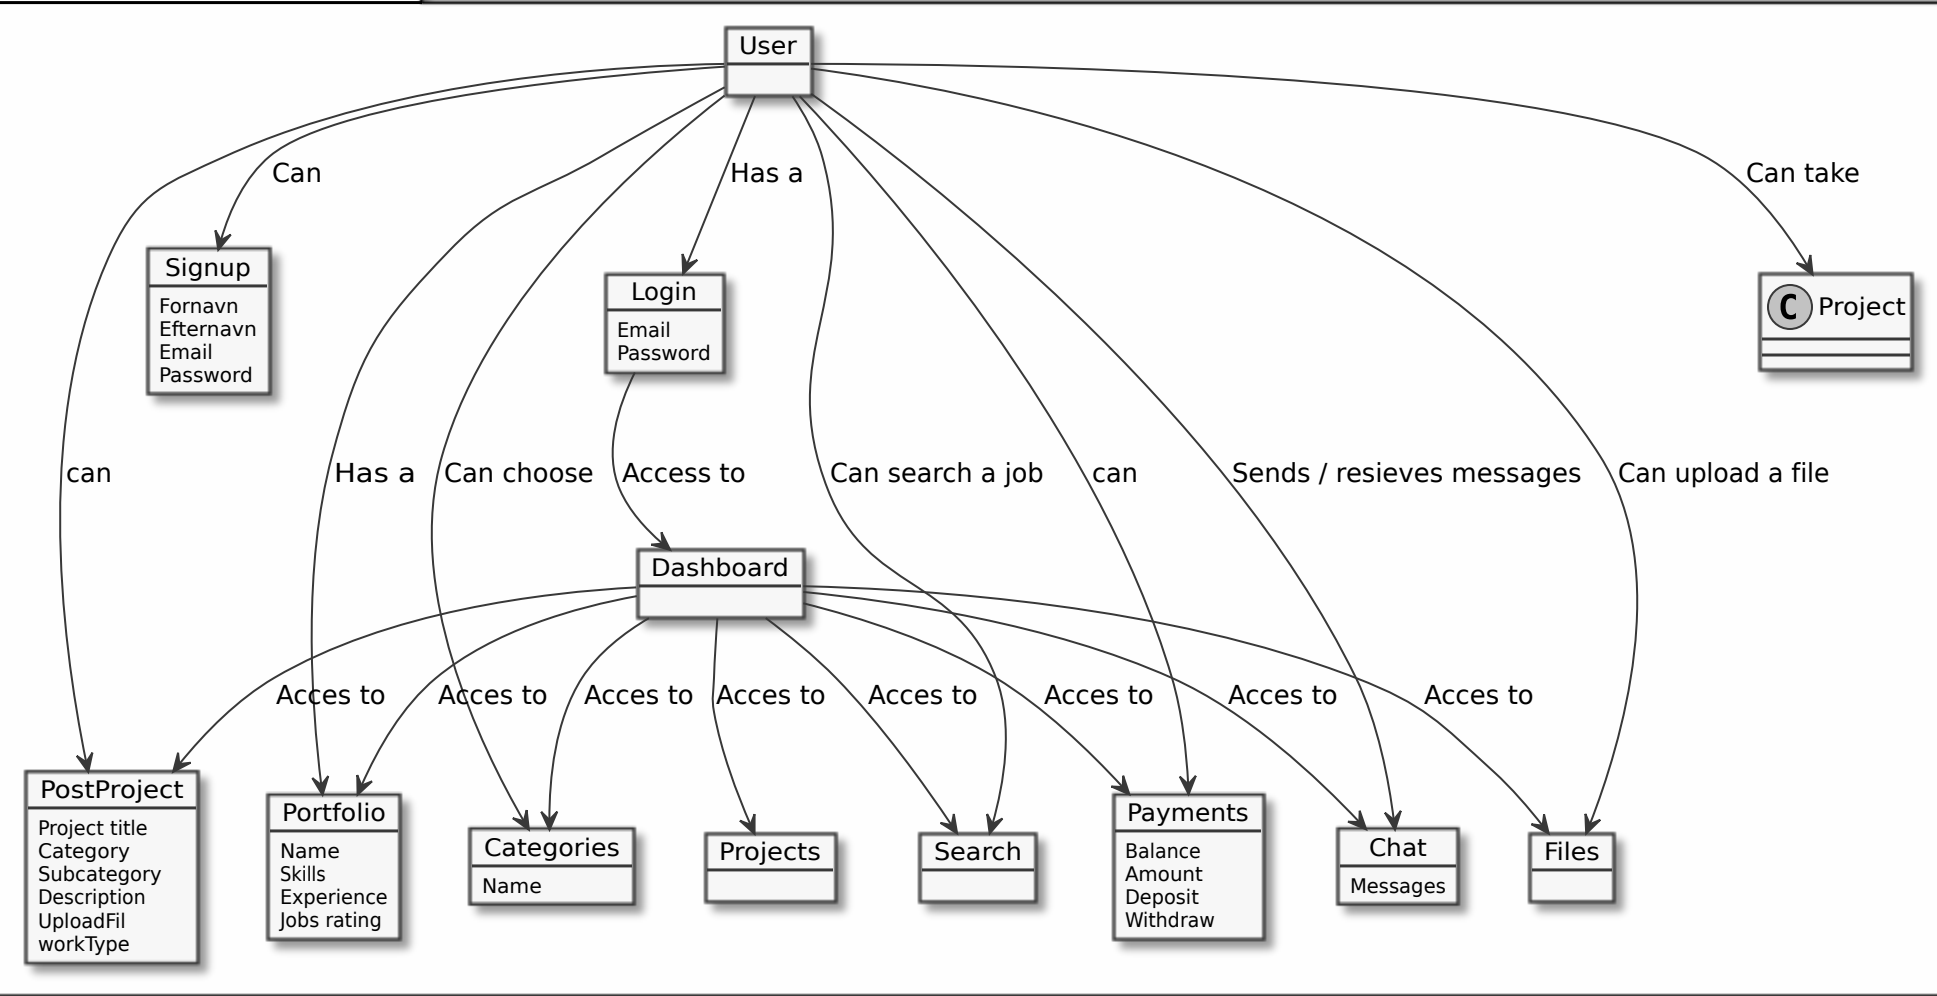 User
Can
Has a
Can take
Signup
Fornavn
Efternavn
Email
Password
Login
Email
Password
C Project
can
Has a
Can choose
Access to
Can search a job
can
Sends / resieves messages
Can upload a file
Dashboard
Acces to
Acces to
Acces to
Acces to
Acces to
Acces to
Acces to
Acces to
PostProject
Project title
Category
Subcategory
Description
UploadFil
workType
Portfolio
Name
Skills
Experience
Jobs rating
Categories
Name
Projects
Search
Payments
Balance
Amount
Deposit
Withdraw
Chat
Messages
Files